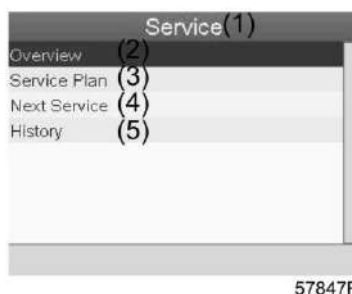 Service(1)
Overview (2)
Service Plan (3)
Next Service (4)
History (5)
57847F